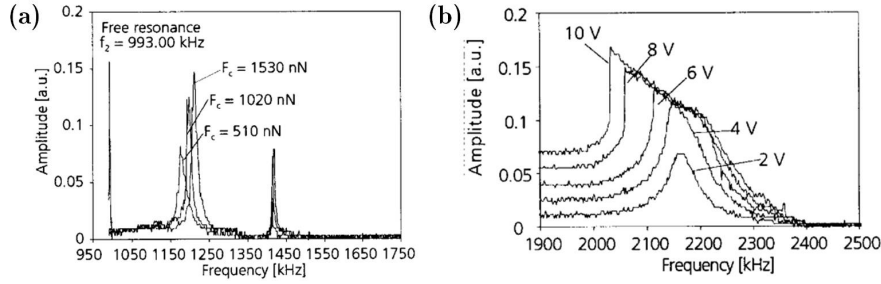 (a)
Free resonance
f2 = 993.00 kHz
Fc = 1530 nN
Fc = 1020 nN
Fc = 510 nN
0.2
0.15
0.1
0.05
0
Amplitude [a.u.]
950 1050 1150 1250 1350 1450 1550 1650 1750
Frequency [kHz]
(b)
10 V
8 V
6 V
4 V
2 V
0.2
0.15
0.1
0.05
0
Amplitude [a.u.]
1900 2000 2100 2200 2300 2400 2500
Frequency [kHz]